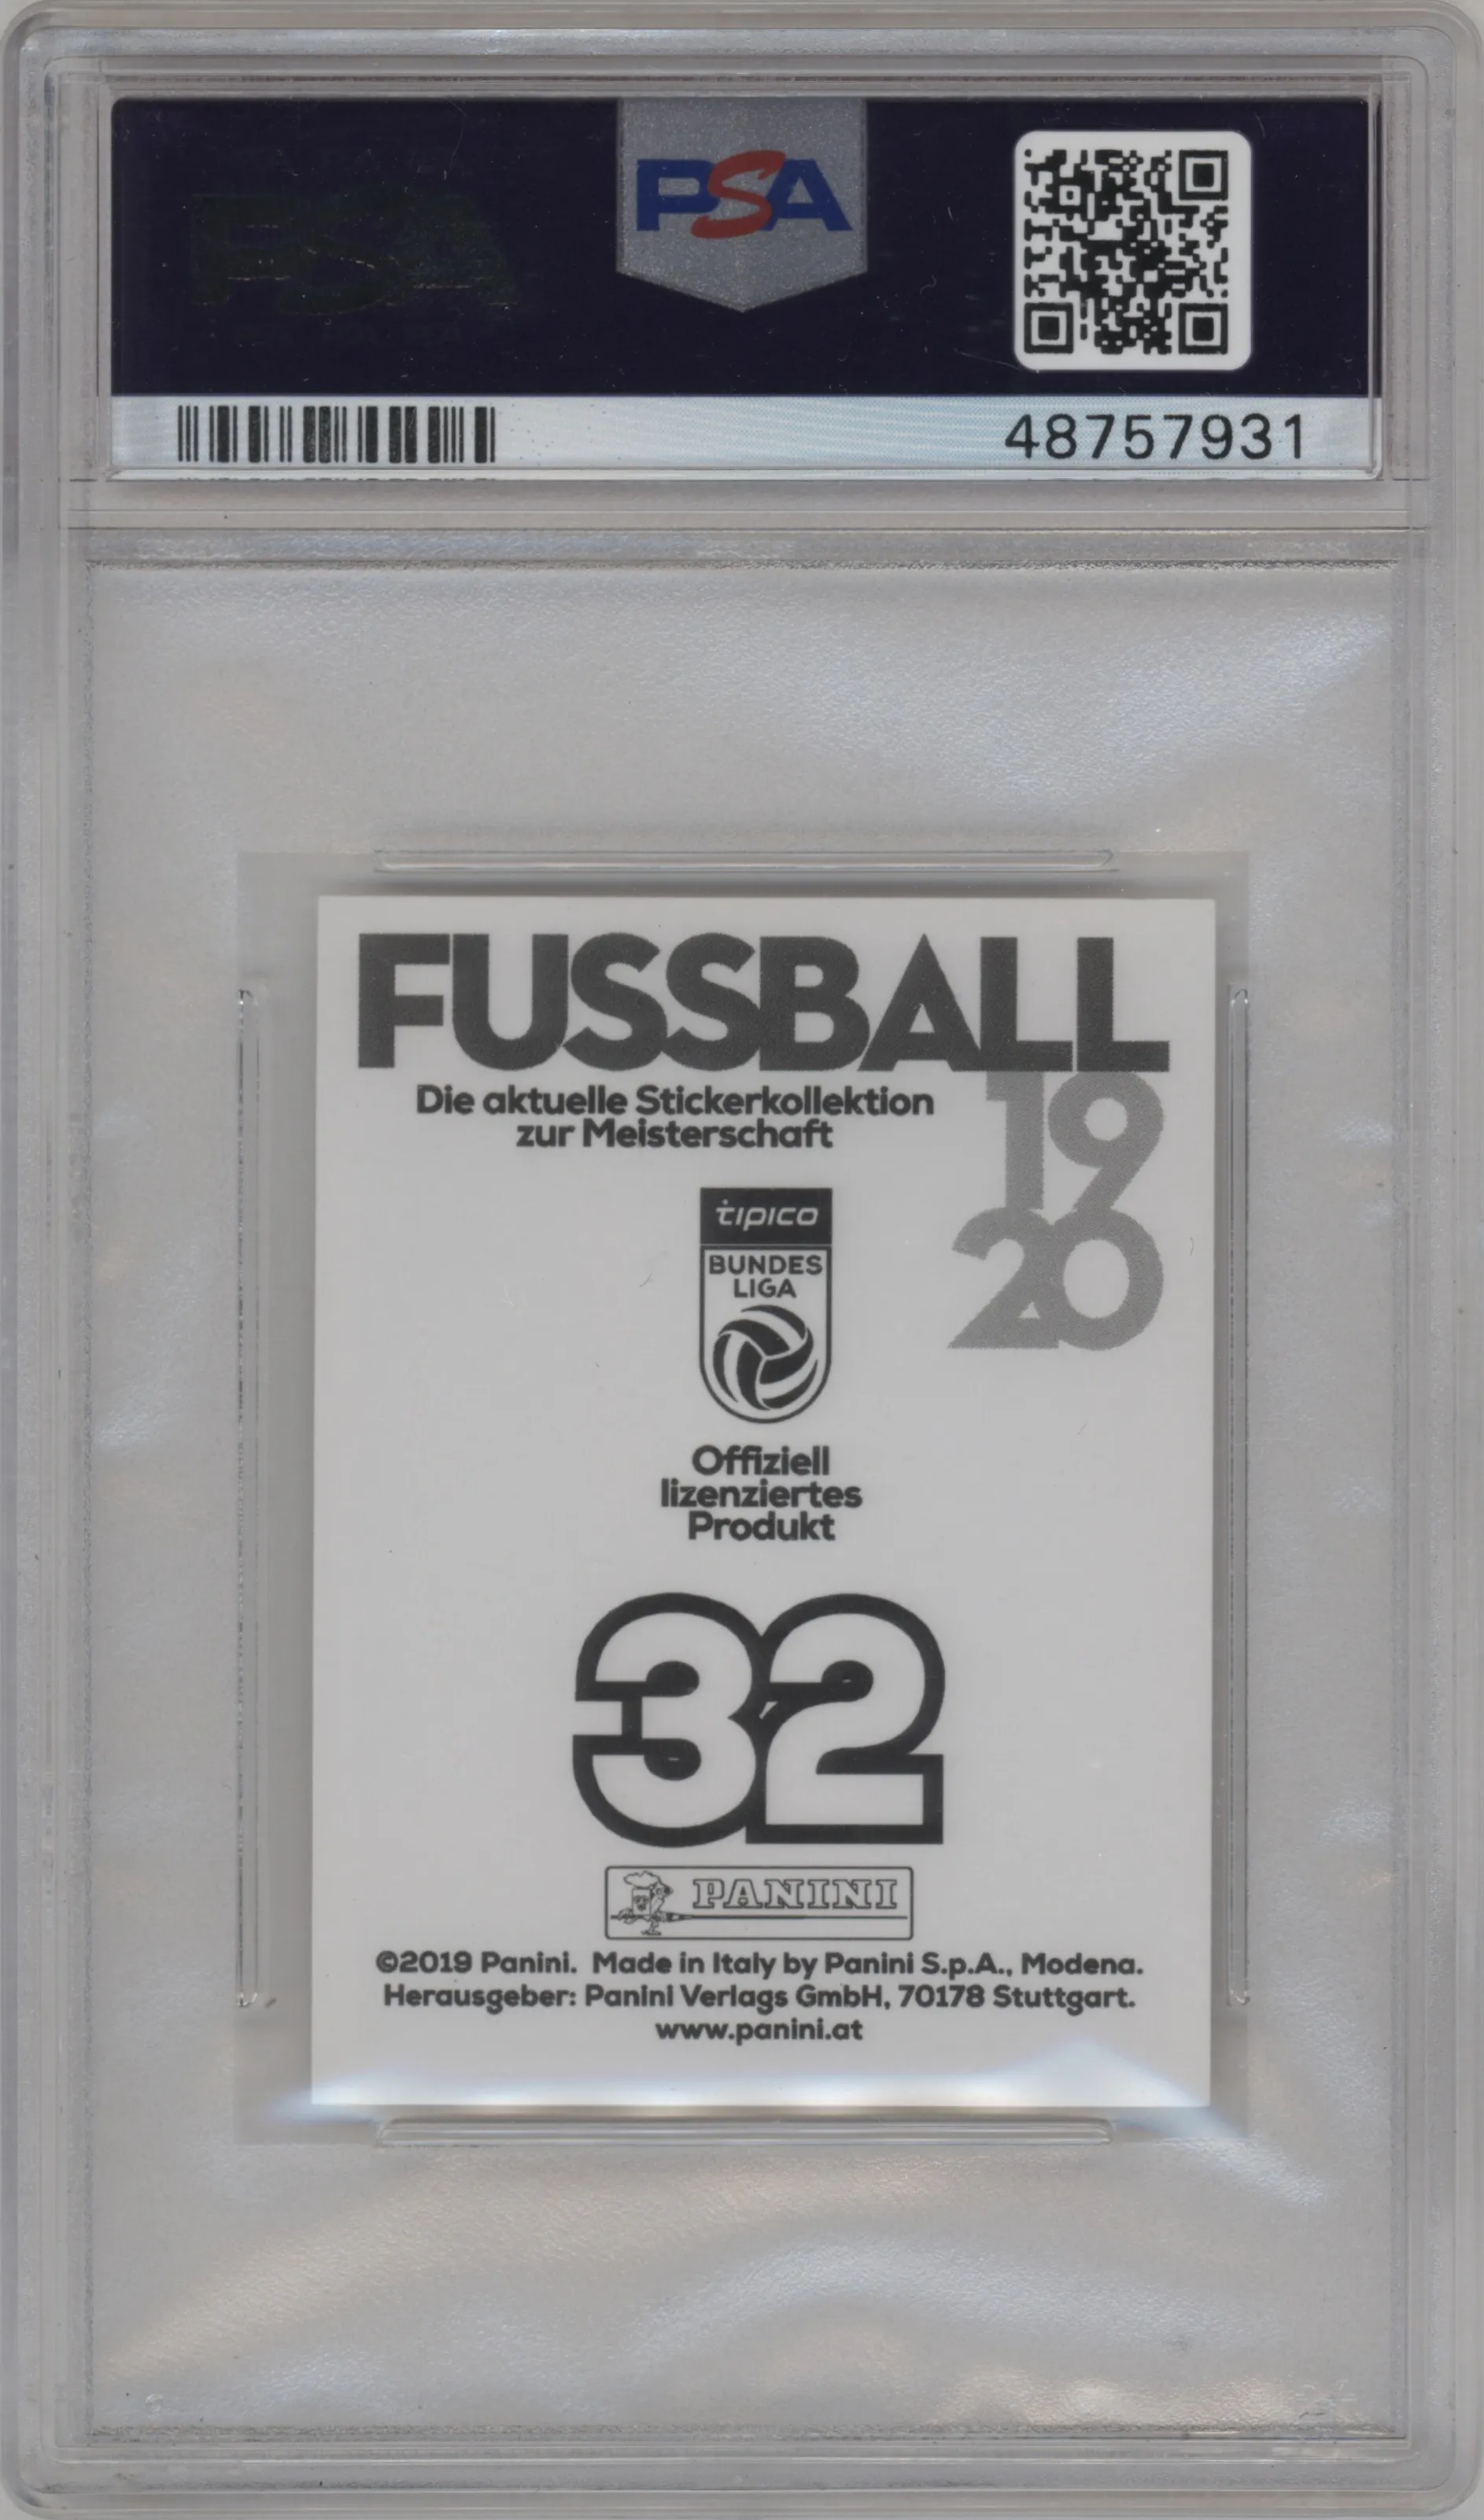 PSA
PSA
48757931
FUSSBALL
Die aktuelle Stickerkollektion
zur Meisterschaft
19
20
tipico
BUNDES
LIGA
Offiziell
lizenziertes
Produkt
32
PANINI
©2019 Panini. Made in Italy by Panini S.p.A., Modena.
Herausgeber: Panini Verlags GmbH, 70178 Stuttgart.
www.panini.at